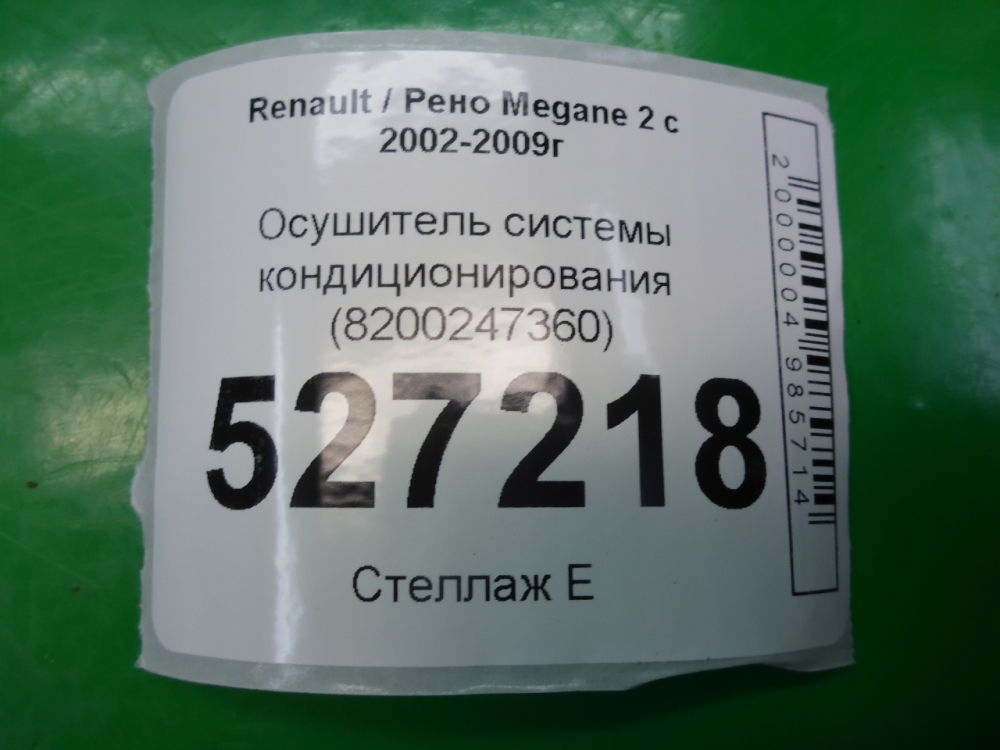 Renault / Рено Megane 2 с
2002-2009г
Осушитель системы
кондиционирования
(8200247360)
527218
Стеллаж Е
2000004985714